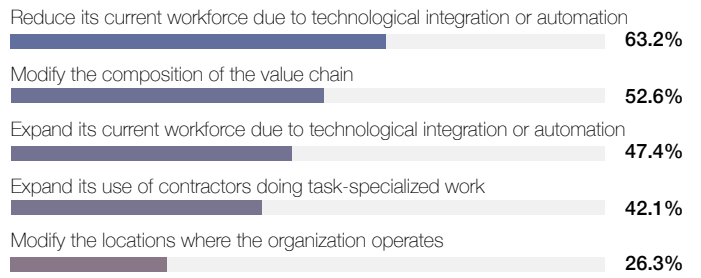 Reduce its current workforce due to technological integration or automation
63.2%
Modify the composition of the value chain
52.6%
Expand its current workforce due to technological integration or automation
47.4%
Expand its use of contractors doing task-specialized work
42.1%
Modify the locations where the organization operates
26.3%